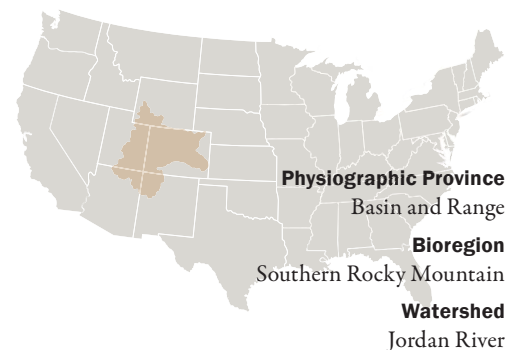 Physiographic Province
Basin and Range
Bioregion
Southern Rocky Mountain
Watershed
Jordan River